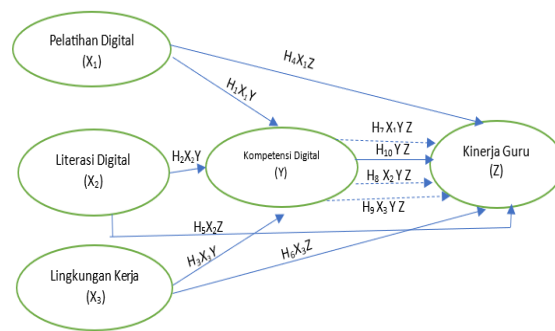 Pelatihan Digital
(X₁)
H₄X₁Z
H₁X₁Y
Literasi Digital
(X₂)
H₂X₂Y
Kompetensi Digital
(Y)
H₇ X₁Y Z
H₁₀ Y Z
H₈ X₂ Y Z
H₉ X₃ Y Z
Kinerja Guru
(Z)
H₅X₂Z
H₃X₃Y
H₆X₃Z
Lingkungan Kerja
(X₃)